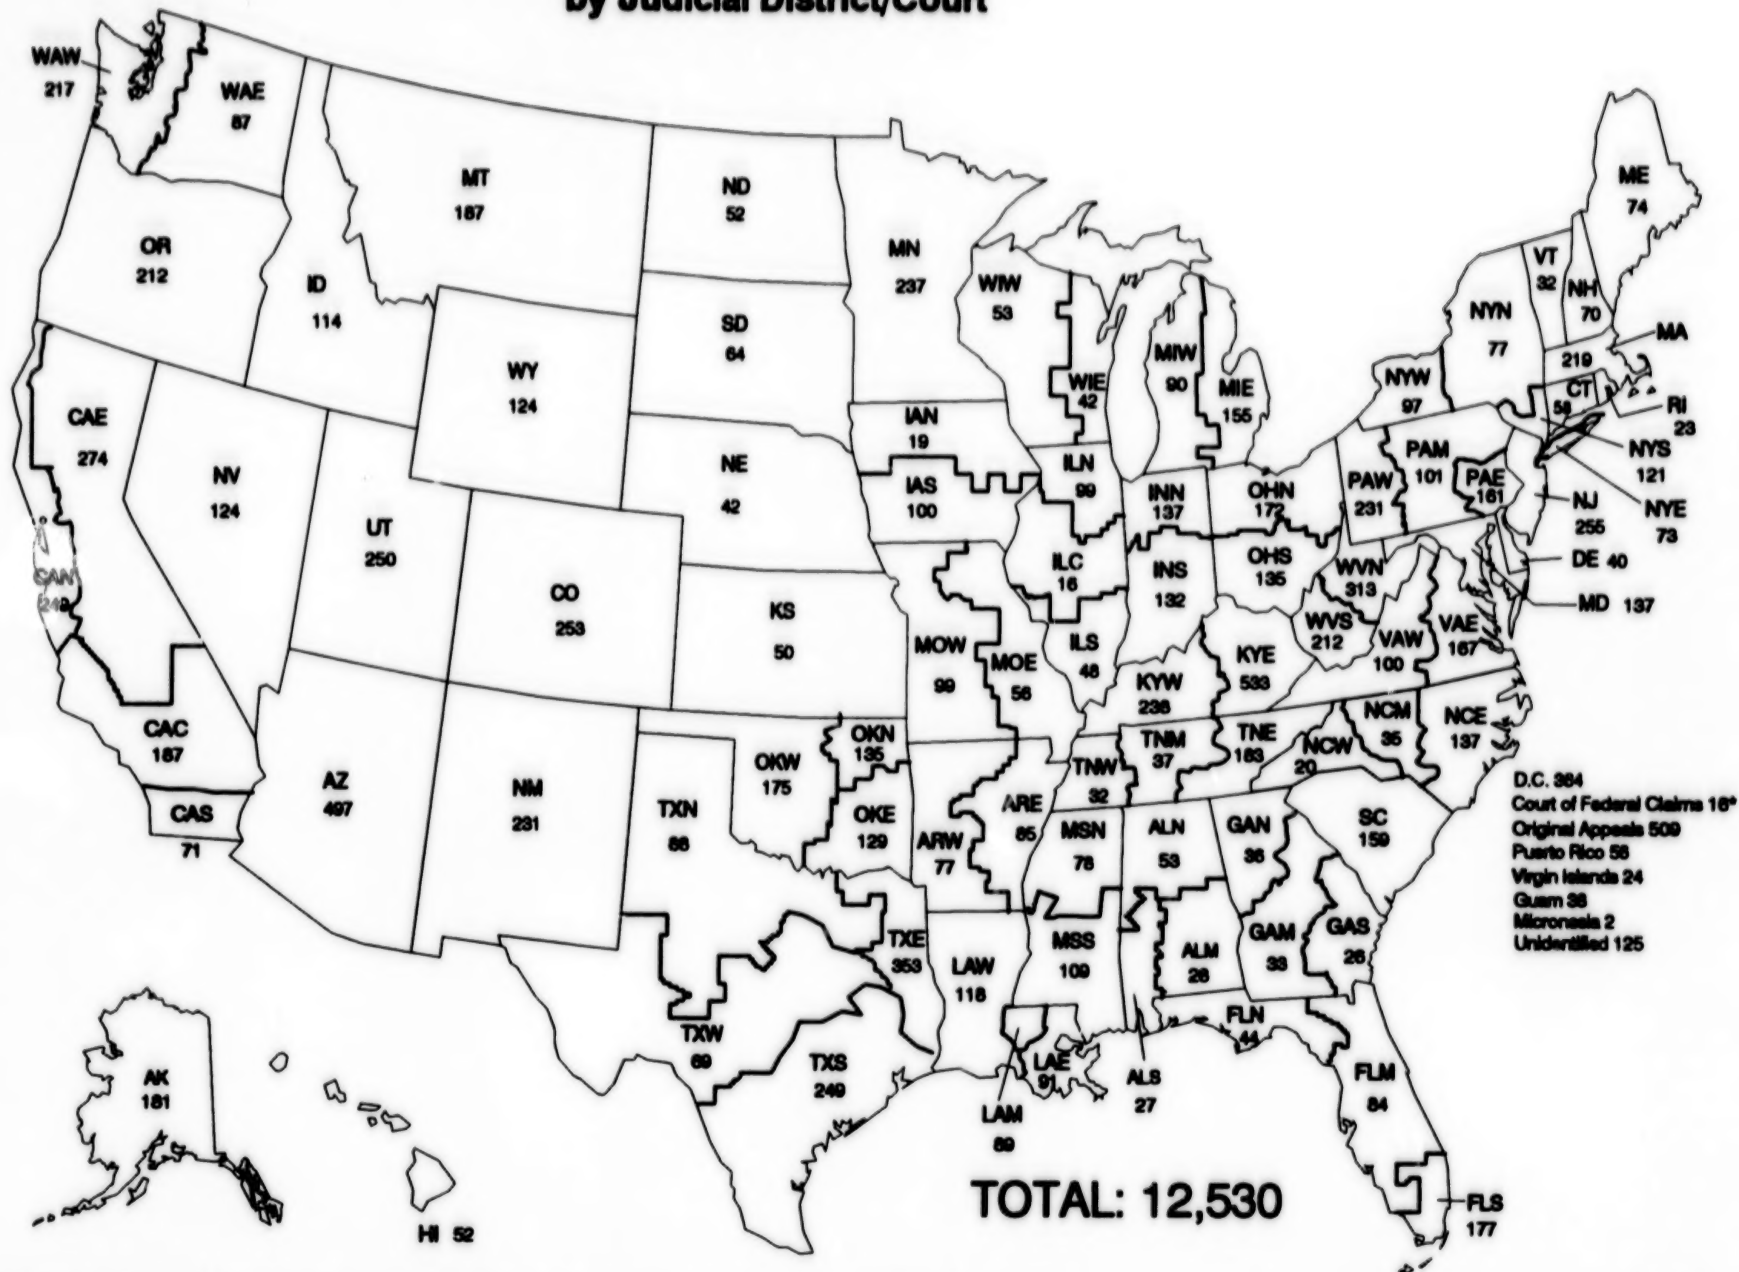 by Judicial District/Court
WAW
217
WAE
87
MT
187
ND
52
MN
237
ME
74
OR
212
ID
114
WY
124
SD
64
WIW
53
WIE
42
MIW
90
MIE
155
NYN
77
VT
32
NH
70
MA
219
NYW
97
CT
58
RI
23
NYS
121
NYE
73
NJ
255
DE 40
MD 137
CAE
274
NV
124
UT
250
CO
253
NE
42
KS
50
IAN
19
IAS
100
ILN
99
ILC
16
ILS
48
INN
137
INS
132
OHN
172
OHS
135
PAW
231
PAM
101
PAE
161
WVN
313
WVS
212
VAW
100
VAE
167
CAN
CAC
187
CAS
71
AZ
497
NM
231
MOW
99
MOE
56
KYW
236
KYE
533
OKW
175
OKN
135
OKE
129
TXN
TNW
32
TNM
37
TNE
163
NCW
20
NCM
35
NCE
137
ARW
77
ARE
85
MSN
78
ALN
53
GAN
36
SC
159
D.C. 384
Court of Federal Claims 16*
Original Appeals 509
Puerto Rico 56
Virgin Islands 24
Guam 38
Micronesia 2
Unidentified 125
TXE
353
LAW
118
MSS
109
ALM
28
GAM
33
GAS
26
TXW
69
TXS
249
LAM
LAE
91
ALS
27
FLN
44
FLM
84
FLS
177
AK
181
HI 52
TOTAL: 12,530